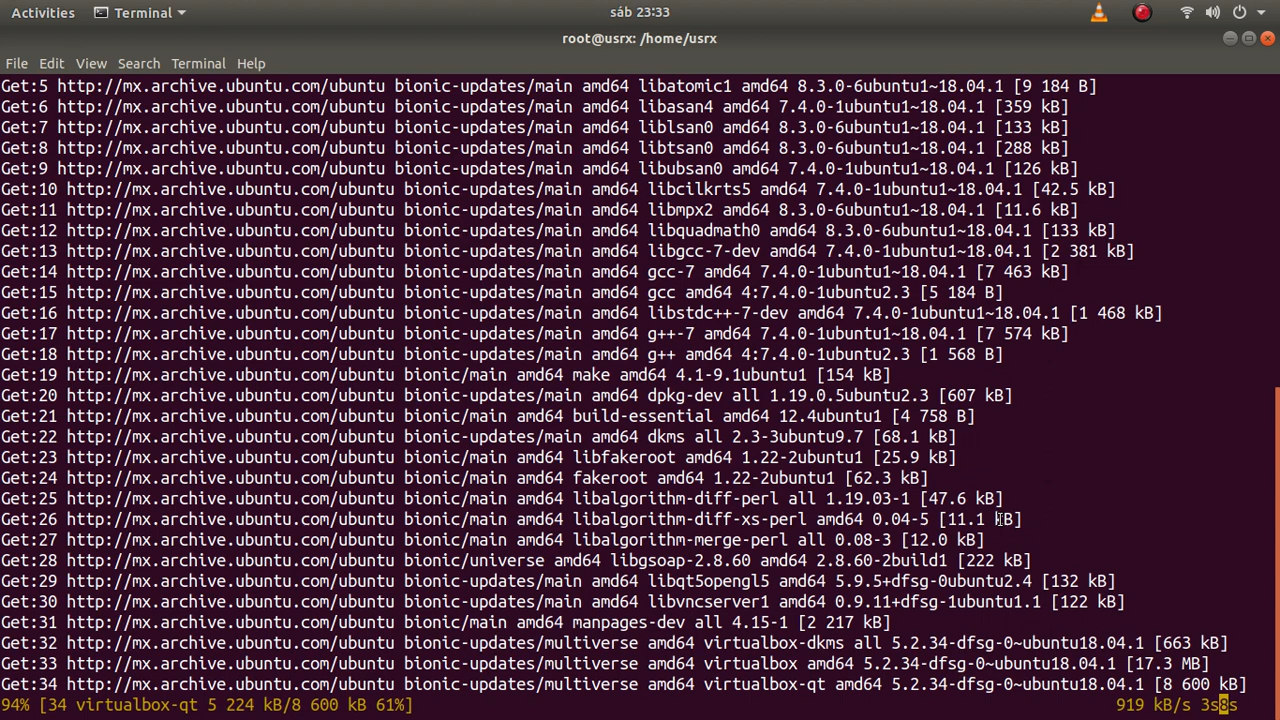 Activities Terminal sáb 23:33
root@usrx: /home/usrx
File Edit View Search Terminal Help
Get:5 http://mx.archive.ubuntu.com/ubuntu bionic-updates/main amd64 libatomic1 amd64 8.3.0-6ubuntu1~18.04.1 [9 184 B]
Get:6 http://mx.archive.ubuntu.com/ubuntu bionic-updates/main amd64 libasan4 amd64 7.4.0-1ubuntu1~18.04.1 [359 kB]
Get:7 http://mx.archive.ubuntu.com/ubuntu bionic-updates/main amd64 liblsan0 amd64 8.3.0-6ubuntu1~18.04.1 [133 kB]
Get:8 http://mx.archive.ubuntu.com/ubuntu bionic-updates/main amd64 libtsan0 amd64 8.3.0-6ubuntu1~18.04.1 [288 kB]
Get:9 http://mx.archive.ubuntu.com/ubuntu bionic-updates/main amd64 libubsan0 amd64 7.4.0-1ubuntu1~18.04.1 [126 kB]
Get:10 http://mx.archive.ubuntu.com/ubuntu bionic-updates/main amd64 libcilkrts5 amd64 7.4.0-1ubuntu1~18.04.1 [42.5 kB]
Get:11 http://mx.archive.ubuntu.com/ubuntu bionic-updates/main amd64 libmpx2 amd64 8.3.0-6ubuntu1~18.04.1 [11.6 kB]
Get:12 http://mx.archive.ubuntu.com/ubuntu bionic-updates/main amd64 libquadmath0 amd64 8.3.0-6ubuntu1~18.04.1 [133 kB]
Get:13 http://mx.archive.ubuntu.com/ubuntu bionic-updates/main amd64 libgcc-7-dev amd64 7.4.0-1ubuntu1~18.04.1 [2 381 kB]
Get:14 http://mx.archive.ubuntu.com/ubuntu bionic-updates/main amd64 gcc-7 amd64 7.4.0-1ubuntu1~18.04.1 [7 463 kB]
Get:15 http://mx.archive.ubuntu.com/ubuntu bionic-updates/main amd64 gcc amd64 4:7.4.0-1ubuntu2.3 [5 184 B]
Get:16 http://mx.archive.ubuntu.com/ubuntu bionic-updates/main amd64 libstdc++-7-dev amd64 7.4.0-1ubuntu1~18.04.1 [1 468 kB]
Get:17 http://mx.archive.ubuntu.com/ubuntu bionic-updates/main amd64 g++-7 amd64 7.4.0-1ubuntu1~18.04.1 [7 574 kB]
Get:18 http://mx.archive.ubuntu.com/ubuntu bionic-updates/main amd64 g++ amd64 4:7.4.0-1ubuntu2.3 [1 568 B]
Get:19 http://mx.archive.ubuntu.com/ubuntu bionic/main amd64 make amd64 4.1-9.1ubuntu1 [154 kB]
Get:20 http://mx.archive.ubuntu.com/ubuntu bionic-updates/main amd64 dpkg-dev all 1.19.0.5ubuntu2.3 [607 kB]
Get:21 http://mx.archive.ubuntu.com/ubuntu bionic/main amd64 build-essential amd64 12.4ubuntu1 [4 758 B]
Get:22 http://mx.archive.ubuntu.com/ubuntu bionic-updates/main amd64 dkms all 2.3-3ubuntu9.7 [68.1 kB]
Get:23 http://mx.archive.ubuntu.com/ubuntu bionic/main amd64 libfakeroot amd64 1.22-2ubuntu1 [25.9 kB]
Get:24 http://mx.archive.ubuntu.com/ubuntu bionic/main amd64 fakeroot amd64 1.22-2ubuntu1 [62.3 kB]
Get:25 http://mx.archive.ubuntu.com/ubuntu bionic/main amd64 libalgorithm-diff-perl all 1.19.03-1 [47.6 kB]
Get:26 http://mx.archive.ubuntu.com/ubuntu bionic/main amd64 libalgorithm-diff-xs-perl amd64 0.04-5 [11.1 kB]
Get:27 http://mx.archive.ubuntu.com/ubuntu bionic/main amd64 libalgorithm-merge-perl all 0.08-3 [12.0 kB]
Get:28 http://mx.archive.ubuntu.com/ubuntu bionic/universe amd64 libgsoap-2.8.60 amd64 2.8.60-2build1 [222 kB]
Get:29 http://mx.archive.ubuntu.com/ubuntu bionic-updates/main amd64 libqt5opengl5 amd64 5.9.5+dfsg-0ubuntu2.4 [132 kB]
Get:30 http://mx.archive.ubuntu.com/ubuntu bionic-updates/main amd64 libvncserver1 amd64 0.9.11+dfsg-1ubuntu1.1 [122 kB]
Get:31 http://mx.archive.ubuntu.com/ubuntu bionic/main amd64 manpages-dev all 4.15-1 [2 217 kB]
Get:32 http://mx.archive.ubuntu.com/ubuntu bionic-updates/multiverse amd64 virtualbox-dkms all 5.2.34-dfsg-0~ubuntu18.04.1 [663 kB]
Get:33 http://mx.archive.ubuntu.com/ubuntu bionic-updates/multiverse amd64 virtualbox amd64 5.2.34-dfsg-0~ubuntu18.04.1 [17.3 MB]
Get:34 http://mx.archive.ubuntu.com/ubuntu bionic-updates/multiverse amd64 virtualbox-qt amd64 5.2.34-dfsg-0~ubuntu18.04.1 [8 600 kB]
94% [34 virtualbox-qt 5 224 kB/8 600 kB 61%] 919 kB/s 3s8s